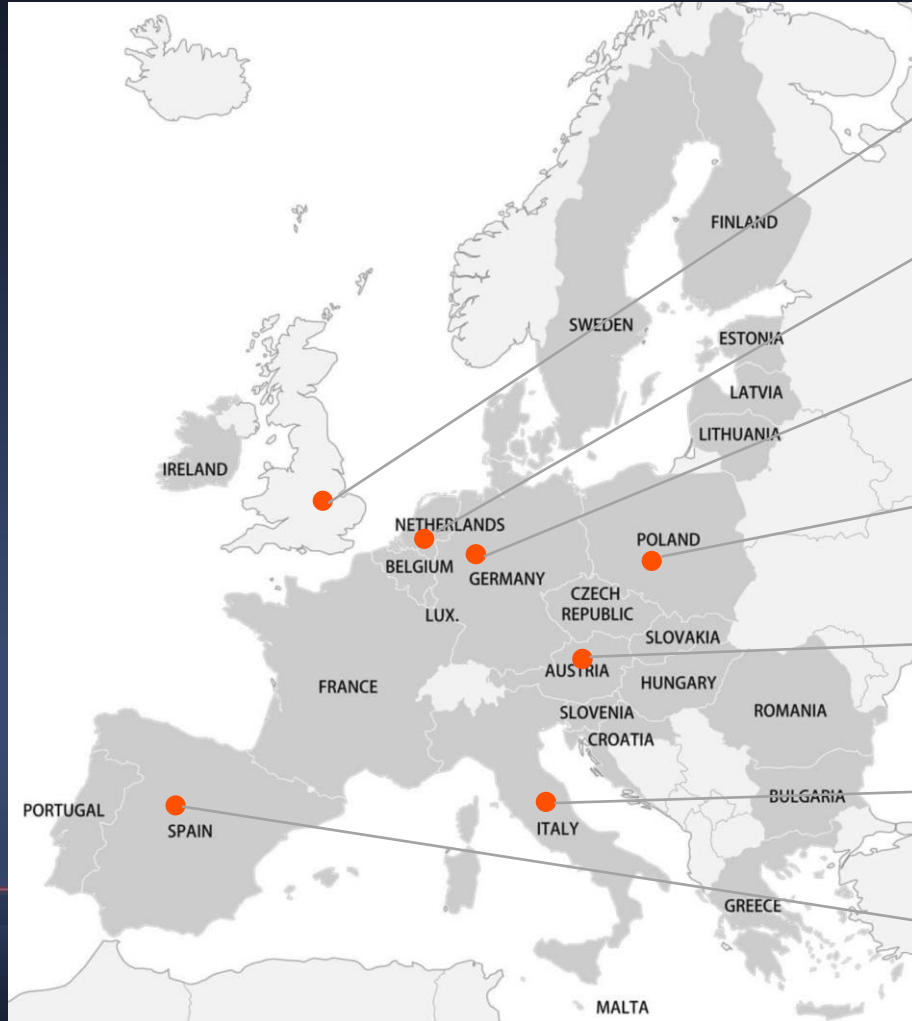 FINLAND
SWEDEN
ESTONIA
LATVIA
LITHUANIA
IRELAND
NETHERLANDS
POLAND
BELGIUM
GERMANY
CZECH
REPUBLIC
LUX.
SLOVAKIA
AUSTRIA
HUNGARY
FRANCE
SLOVENIA
ROMANIA
CROATIA
BULGARIA
PORTUGAL
SPAIN
ITALY
GREECE
MALTA